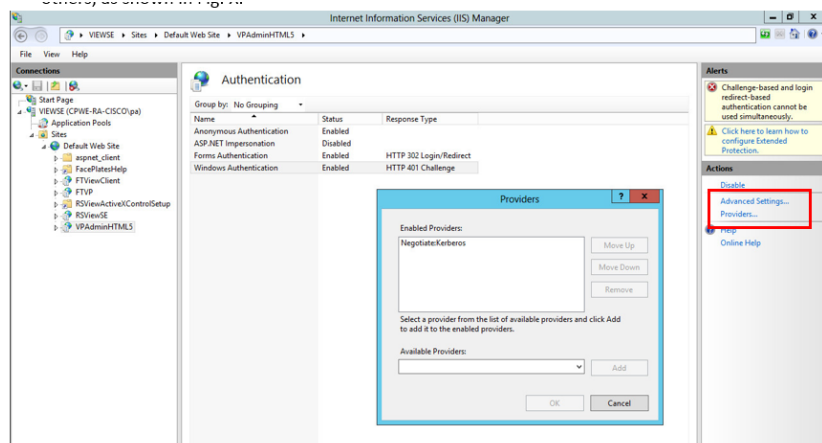 Internet Information Services (IIS) Manager
VIEWSE Sites Default Web Site VPAdminHTML5
File View Help
Connections
Start Page
VIEWSE (CPWE-RA-CISCO\pa)
Application Pools
Sites
Default Web Site
aspnet_client
FacePlatesHelp
FTViewClient
FTVP
RSViewActiveXControlSetup
RSViewSE
VPAdminHTML5
Authentication
Group by: No Grouping
Name Status Response Type
Anonymous Authentication Enabled
ASP.NET Impersonation Disabled
Forms Authentication Enabled HTTP 302 Login/Redirect
Windows Authentication Enabled HTTP 401 Challenge
Providers
Enabled Providers:
Negotiate:Kerberos
Move Up
Move Down
Remove
Select a provider from the list of available providers and click Add
to add it to the enabled providers.
Available Providers:
Add
OK Cancel
Alerts
Challenge-based and login
redirect-based
authentication cannot be
used simultaneously.
Click here to learn how to
configure Extended
Protection.
Actions
Disable
Advanced Settings...
Providers...
Help
Online Help